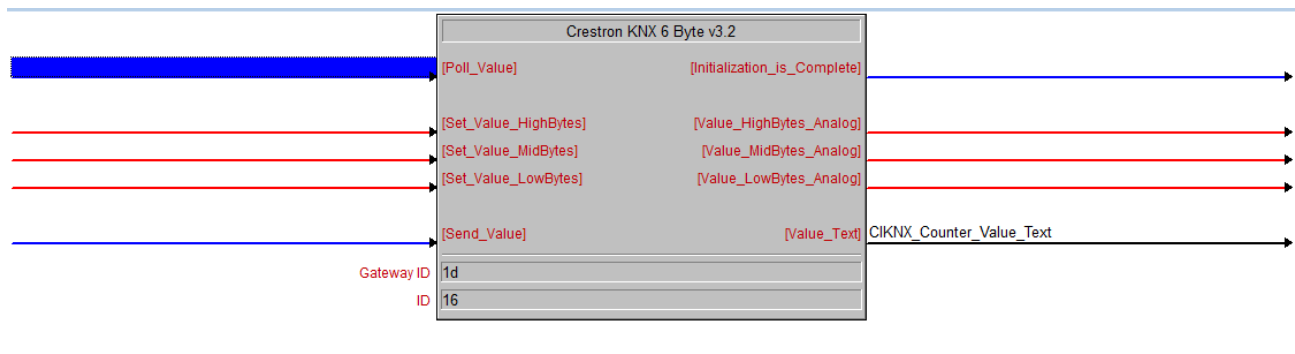 Crestron KNX 6 Byte v3.2
[Poll_Value] [Initialization_is_Complete]
[Set_Value_HighBytes] [Value_HighBytes_Analog]
[Set_Value_MidBytes] [Value_MidBytes_Analog]
[Set_Value_LowBytes] [Value_LowBytes_Analog]
[Send_Value] [Value_Text] CIKNX_Counter_Value_Text
Gateway ID 1d
ID 16